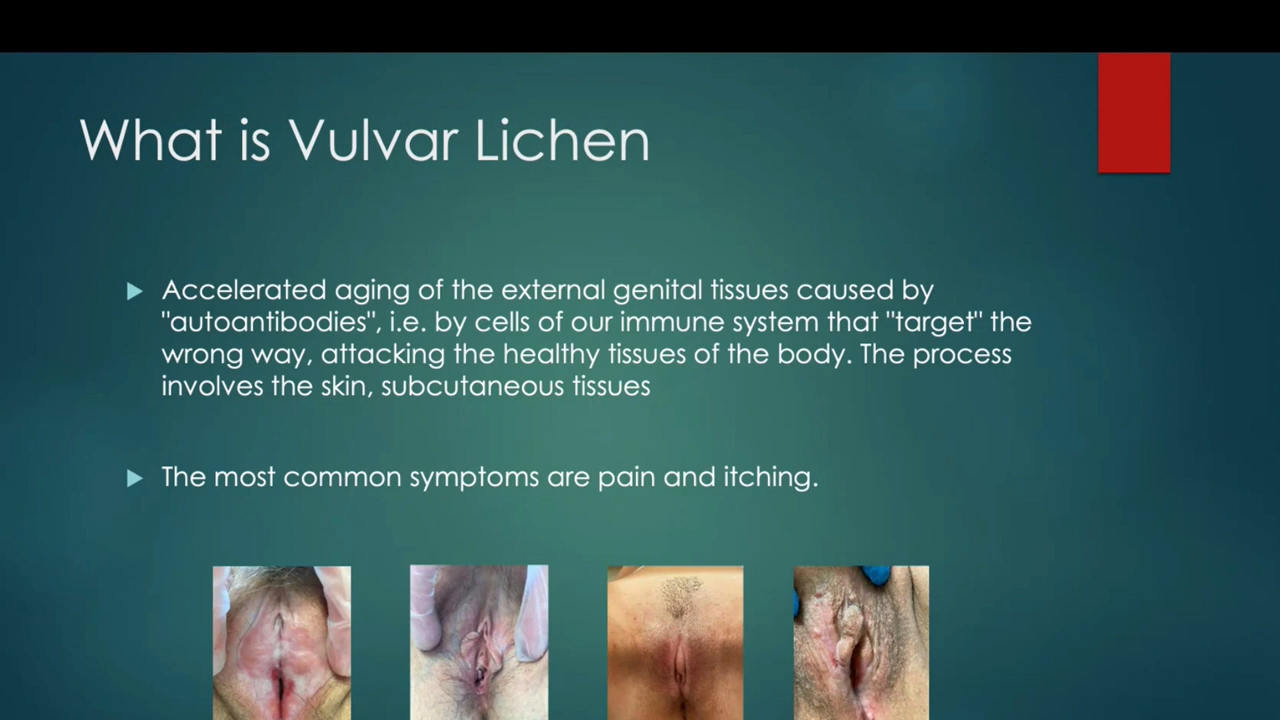 What is Vulvar Lichen
Accelerated aging of the external genital tissues caused by
"autoantibodies", i.e. by cells of our immune system that "target" the
wrong way, attacking the healthy tissues of the body. The process
involves the skin, subcutaneous tissues
The most common symptoms are pain and itching.